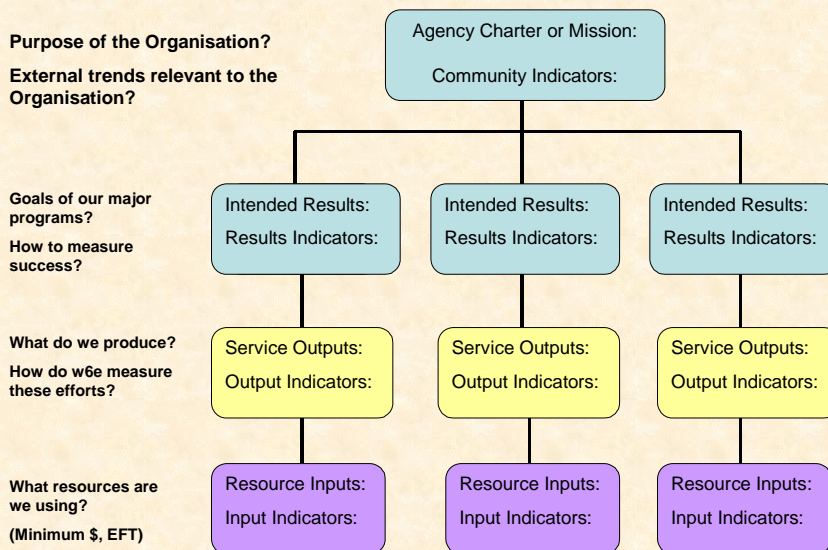 Purpose of the Organisation?
External trends relevant to the
Organisation?
Agency Charter or Mission:
Community Indicators:
Goals of our major
programs?
How to measure
success?
Intended Results:
Results Indicators:
Intended Results:
Results Indicators:
Intended Results:
Results Indicators:
What do we produce?
How do w6e measure
these efforts?
Service Outputs:
Output Indicators:
Service Outputs:
Output Indicators:
Service Outputs:
Output Indicators:
What resources are
we using?
(Minimum $, EFT)
Resource Inputs:
Input Indicators:
Resource Inputs:
Input Indicators:
Resource Inputs:
Input Indicators: